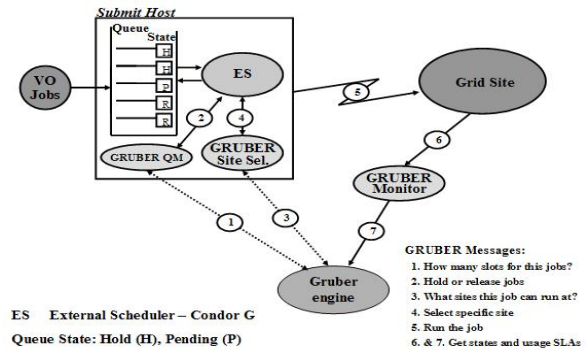 Submit Host
Queue
State
H
H
P
R
R
VO
Jobs
ES
2
4
GRUBER QM
GRUBER
Site Sel.
5
Grid Site
6
GRUBER
Monitor
1
3
7
Gruber
engine
GRUBER Messages:
1. How many slots for this jobs?
2. Hold or release jobs
3. What sites this job can run at?
4. Select specific site
5. Run the job
6. & 7. Get states and usage SLAs
ES External Scheduler – Condor G
Queue State: Hold (H), Pending (P)